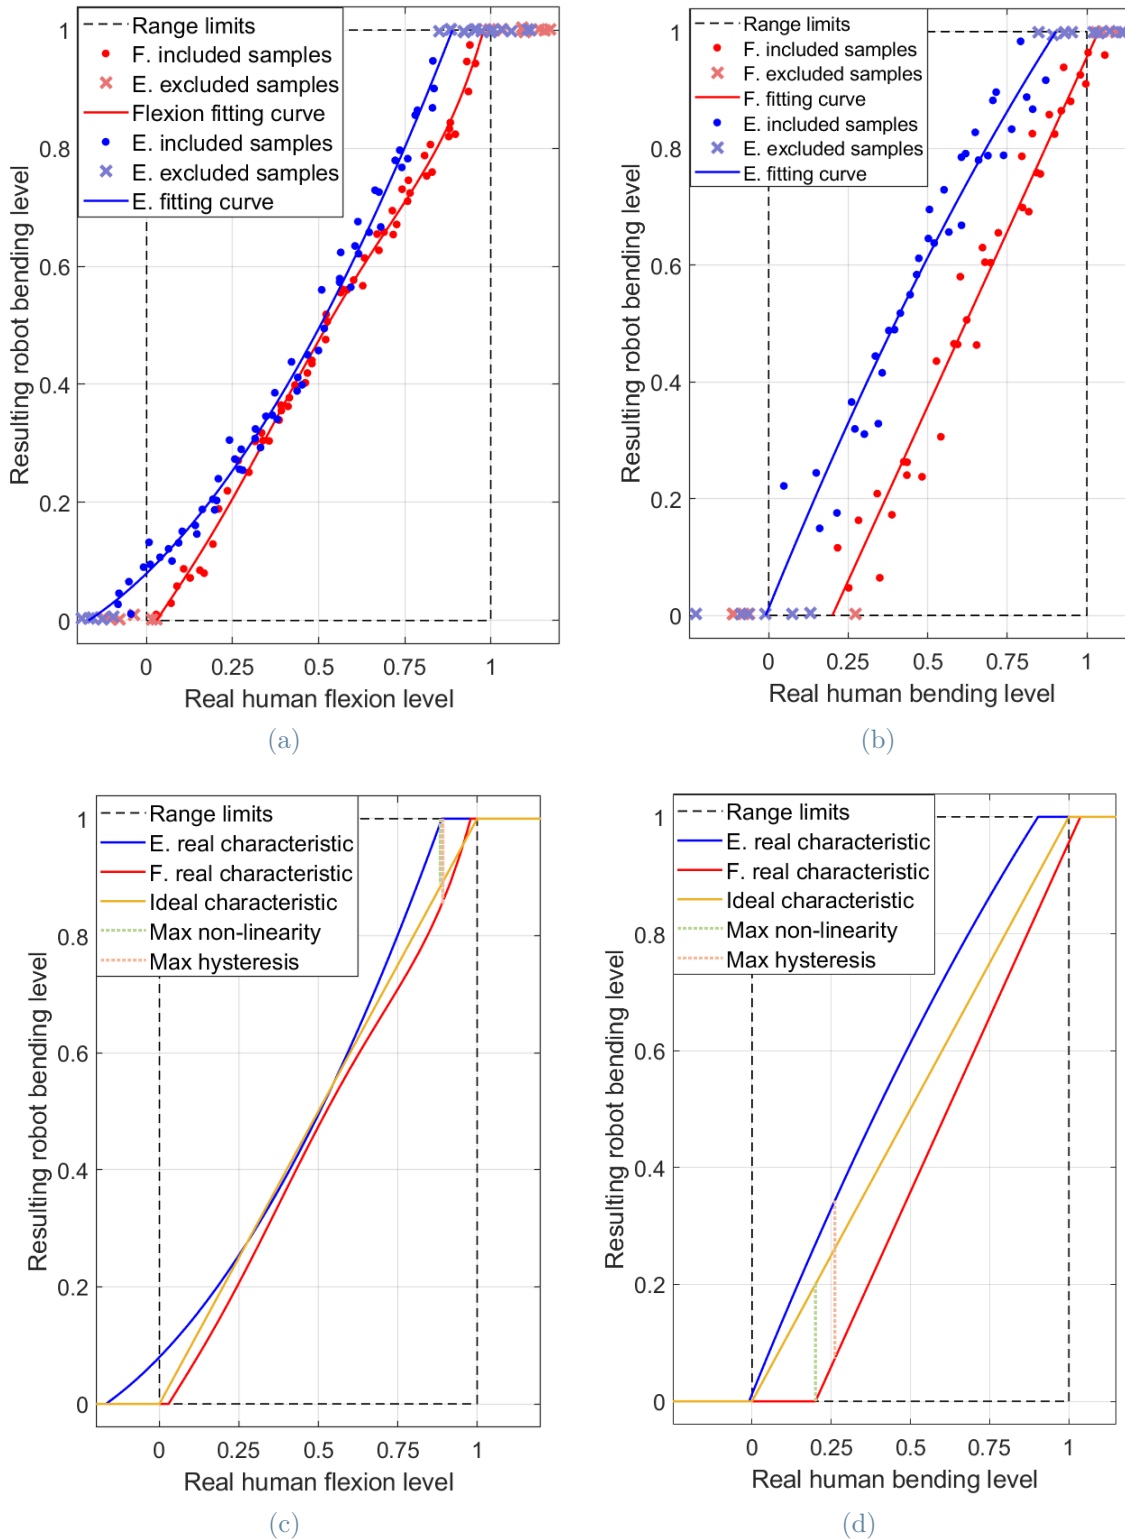 Range limits
F. included samples
E. excluded samples
Flexion fitting curve
E. included samples
E. excluded samples
E. fitting curve
1
0.8
0.6
0.4
0.2
0
Resulting robot bending level
0 0.25 0.5 0.75 1
Real human flexion level
(a)
Range limits
F. included samples
F. excluded samples
F. fitting curve
E. included samples
E. excluded samples
E. fitting curve
1
0.8
0.6
0.4
0.2
0
Resulting robot bending level
0 0.25 0.5 0.75 1
Real human bending level
(b)
Range limits
E. real characteristic
F. real characteristic
Ideal characteristic
Max non-linearity
Max hysteresis
1
0.8
0.6
0.4
0.2
0
Resulting robot bending level
0 0.25 0.5 0.75 1
Real human flexion level
(c)
Range limits
E. real characteristic
F. real characteristic
Ideal characteristic
Max non-linearity
Max hysteresis
1
0.8
0.6
0.4
0.2
0
Resulting robot bending level
0 0.25 0.5 0.75 1
Real human bending level
(d)